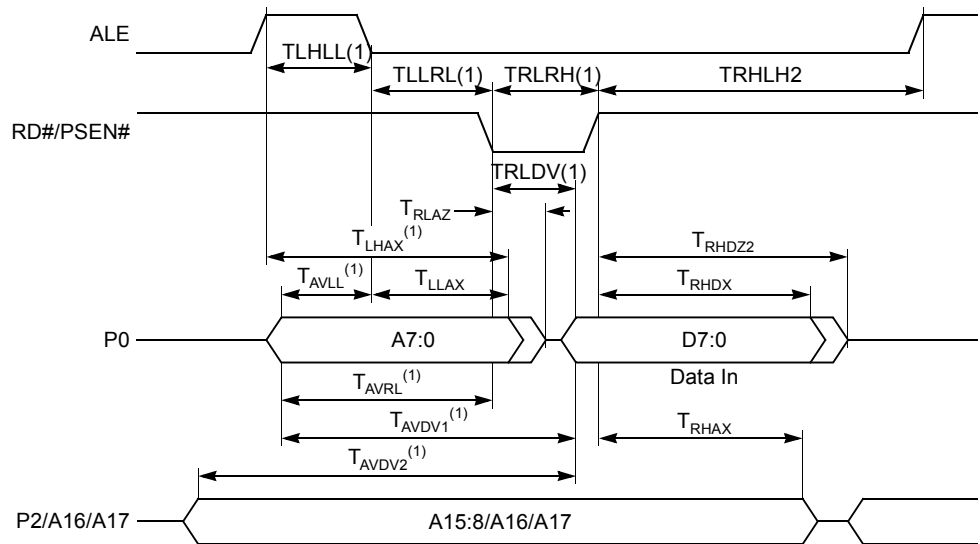 ALE
TLHLL(1)
TLLRL(1) TRLRH(1) TRHLH2
RD#/PSEN#
TRLDV(1)
TRLAZ
TLHAX(1) TRHDZ2
TAVLL(1) TLLAX TRHDX
P0 A7:0 D7:0
Data In
TAVRL(1)
TAVDV1(1) TRHAX
TAVDV2(1)
P2/A16/A17 A15:8/A16/A17